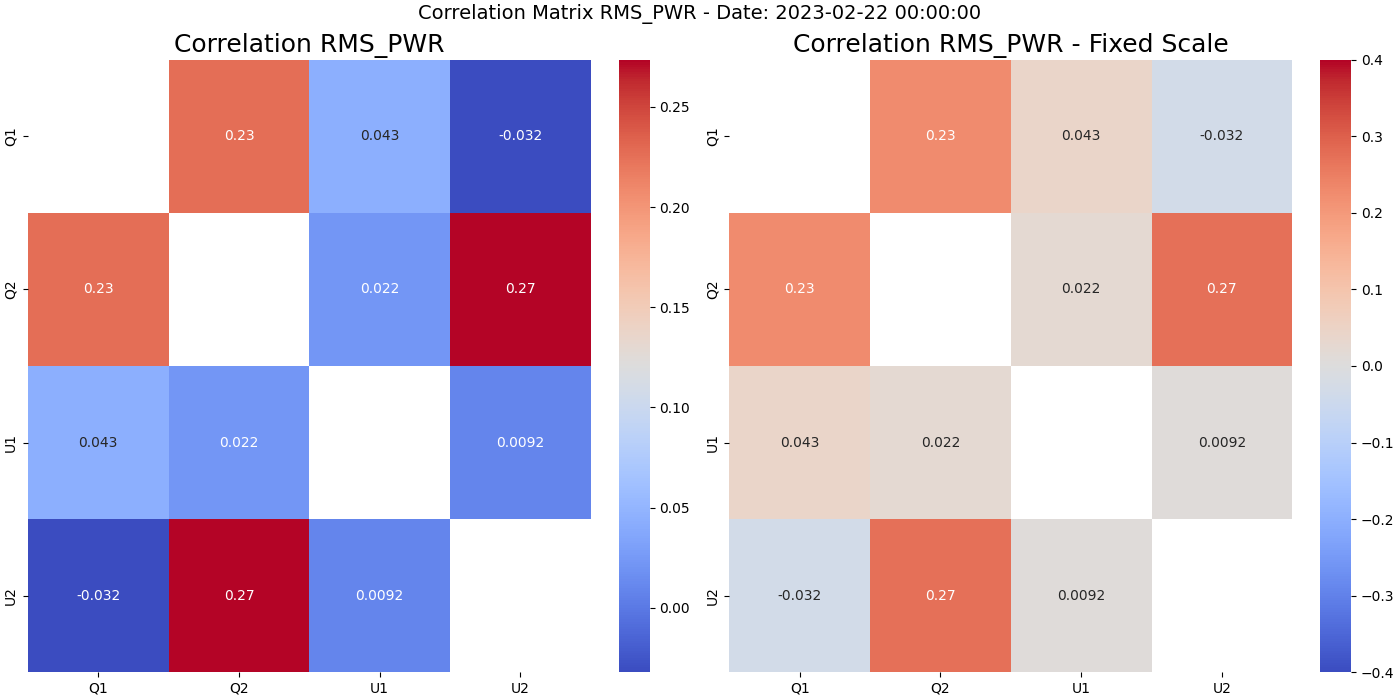 Correlation Matrix RMS_PWR - Date: 2023-02-22 00:00:00
Correlation RMS_PWR
Q1
0.23
0.043
-0.032
Q2
0.23
0.022
0.27
U1
0.043
0.022
0.0092
U2
-0.032
0.27
0.0092
Q1
Q2
U1
U2
0.25
0.20
0.15
0.10
0.05
0.00
Correlation RMS_PWR - Fixed Scale
Q1
0.23
0.043
-0.032
Q2
0.23
0.022
0.27
U1
0.043
0.022
0.0092
U2
-0.032
0.27
0.0092
Q1
Q2
U1
U2
0.4
0.3
0.2
0.1
0.0
−0.1
−0.2
−0.3
−0.4